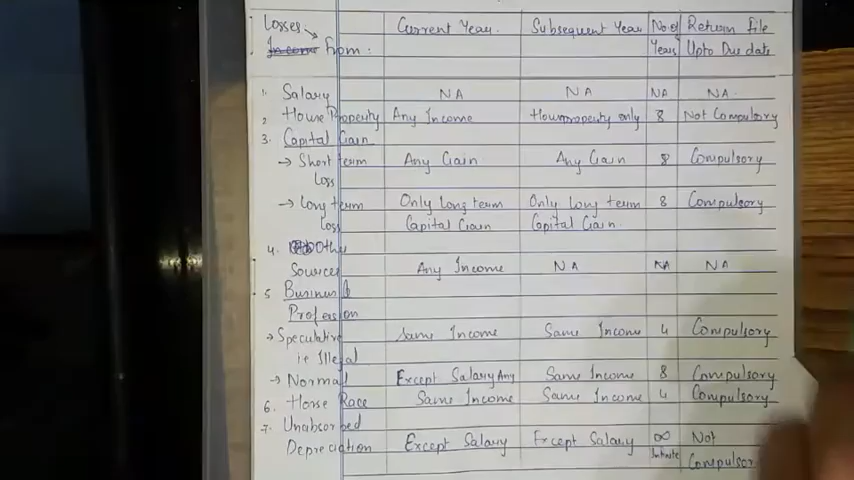 Losses → Current Year. Subsequent Year No. of Return File
From : Years Upto Due date
1. Salary NA NA NA NA.
2 House Property Any Income House property only 8 Not Compulsory
3. Capital Gain
→ Short term Any Gain Any Gain 8 Compulsory
Loss
→ Long term Only Long term Only Long term 8 Compulsory
Loss Capital Gain Capital Gain.
4. Other
Sources Any Income NA NA NA
5 Business &
Profession
→ Speculative Same Income Same Income 4 Compulsory
i.e Illegal
→ Normal Except Salary Any Same Income 8 Compulsory
6. Horse Race Same Income Same Income 4 Compulsory
7. Unabsorbed
Depreciation Except Salary Except Salary ∞ Not
Infinite Compulsory